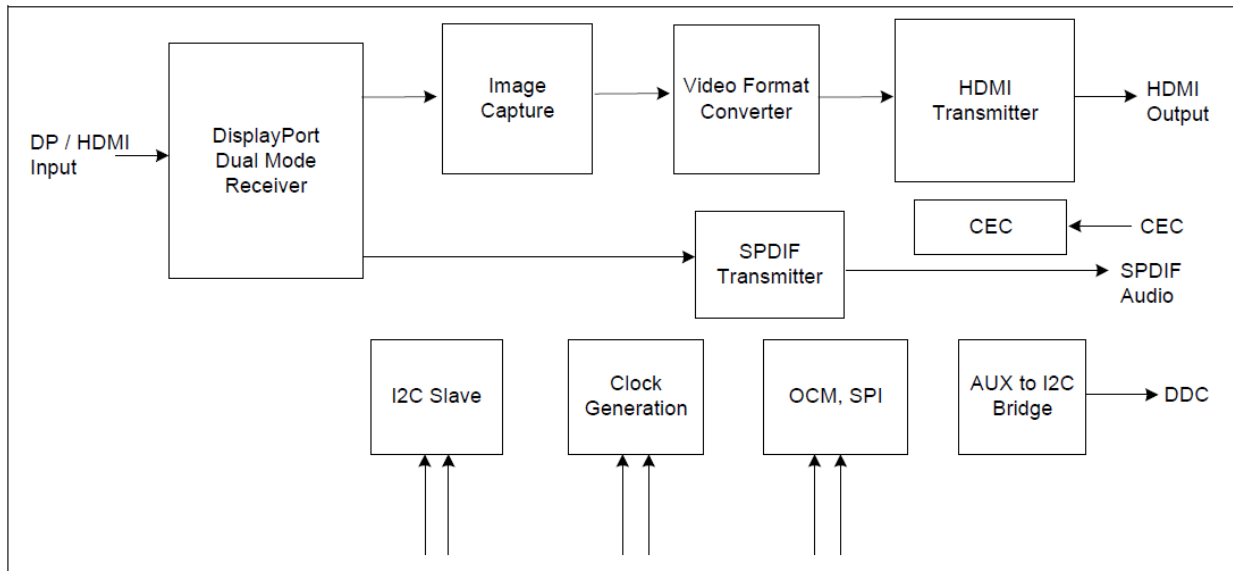 DP / HDMI
Input
DisplayPort
Dual Mode
Receiver
Image
Capture
Video Format
Converter
HDMI
Transmitter
HDMI
Output
CEC
CEC
SPDIF
Transmitter
SPDIF
Audio
I2C Slave
Clock
Generation
OCM, SPI
AUX to I2C
Bridge
DDC